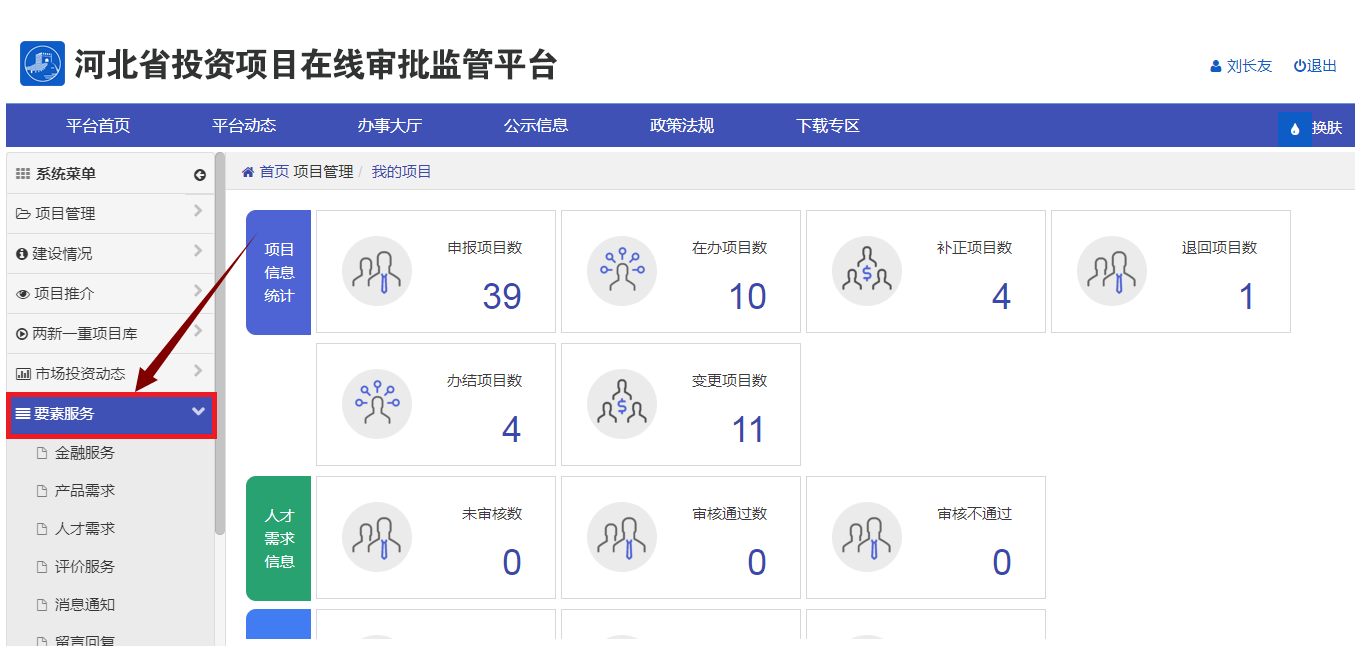 河北省投资项目在线审批监管平台
刘长友 退出
平台首页 平台动态 办事大厅 公示信息 政策法规 下载专区 换肤
系统菜单
项目管理
建设情况
项目推介
两新一重项目库
市场投资动态
要素服务
金融服务
产品需求
人才需求
评价服务
消息通知
留言回复
首页 项目管理 / 我的项目
项目
信息
统计
申报项目数
39
在办项目数
10
补正项目数
4
退回项目数
1
办结项目数
4
变更项目数
11
人才
需求
信息
未审核数
0
审核通过数
0
审核不通过
0